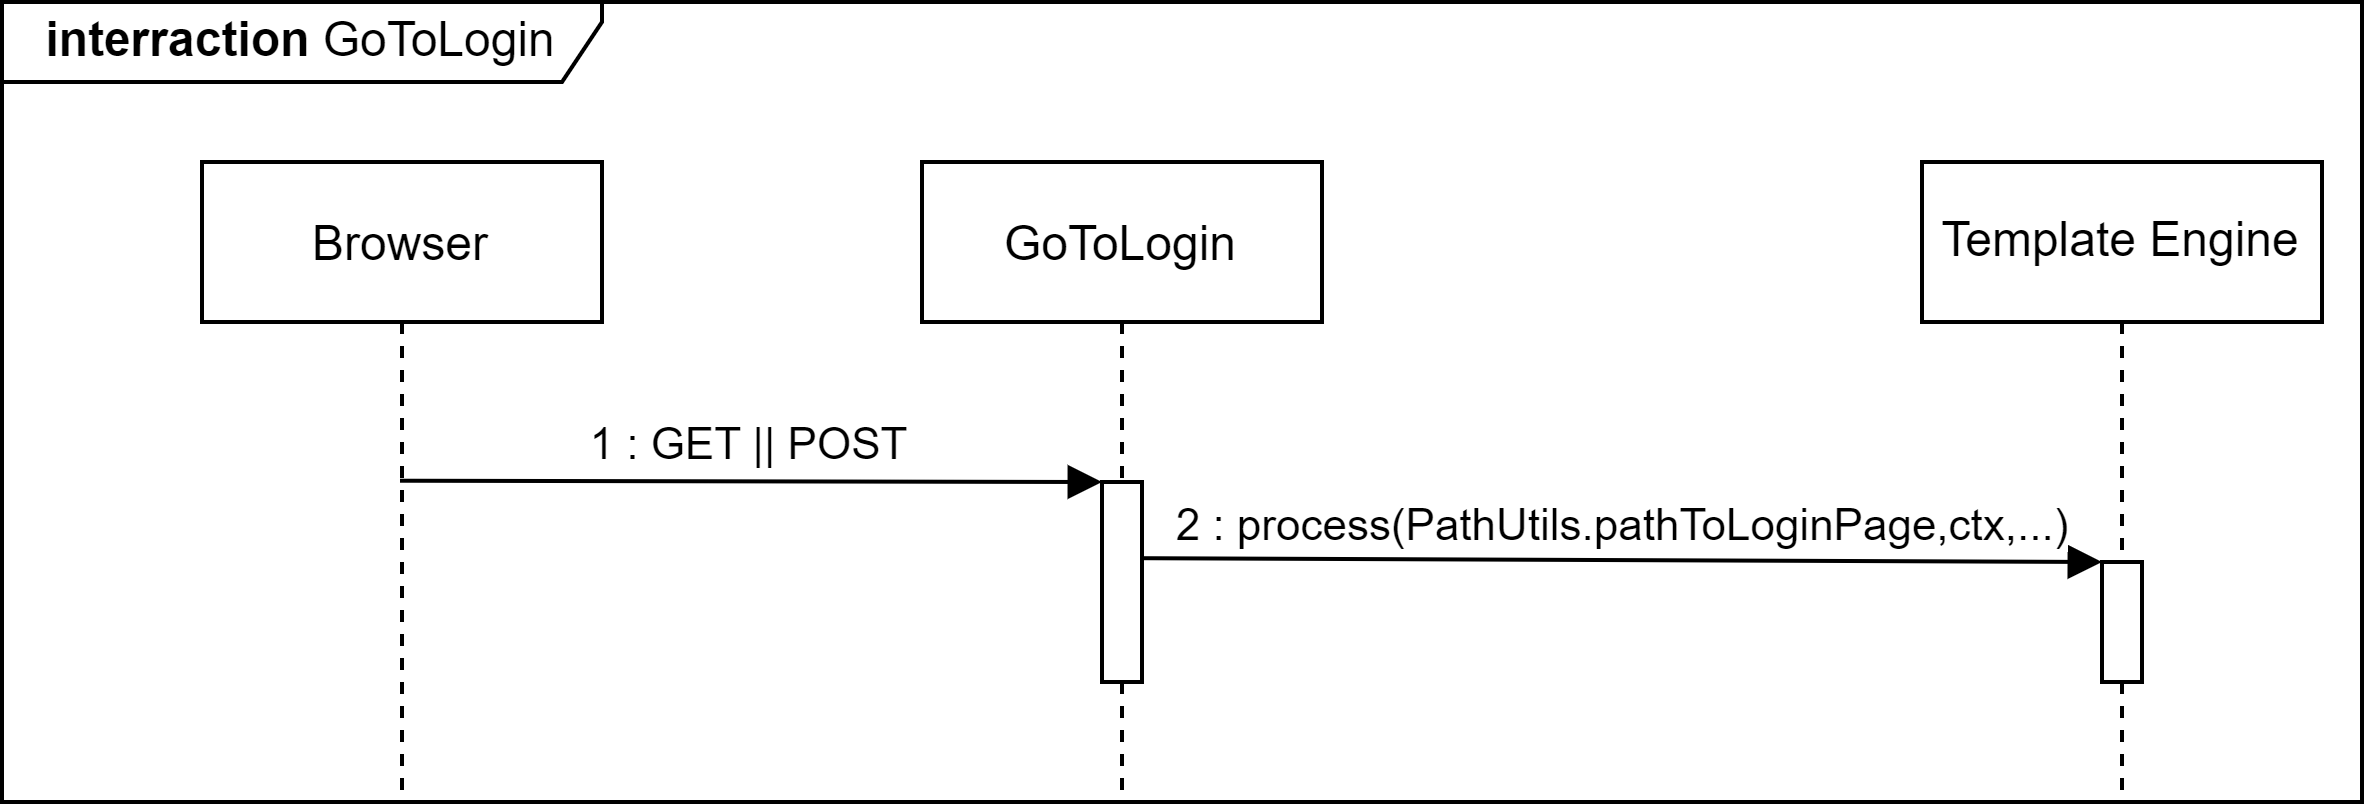 interraction GoToLogin
Browser
GoToLogin
Template Engine
1 : GET || POST
2 : process(PathUtils.pathToLoginPage,ctx,...)